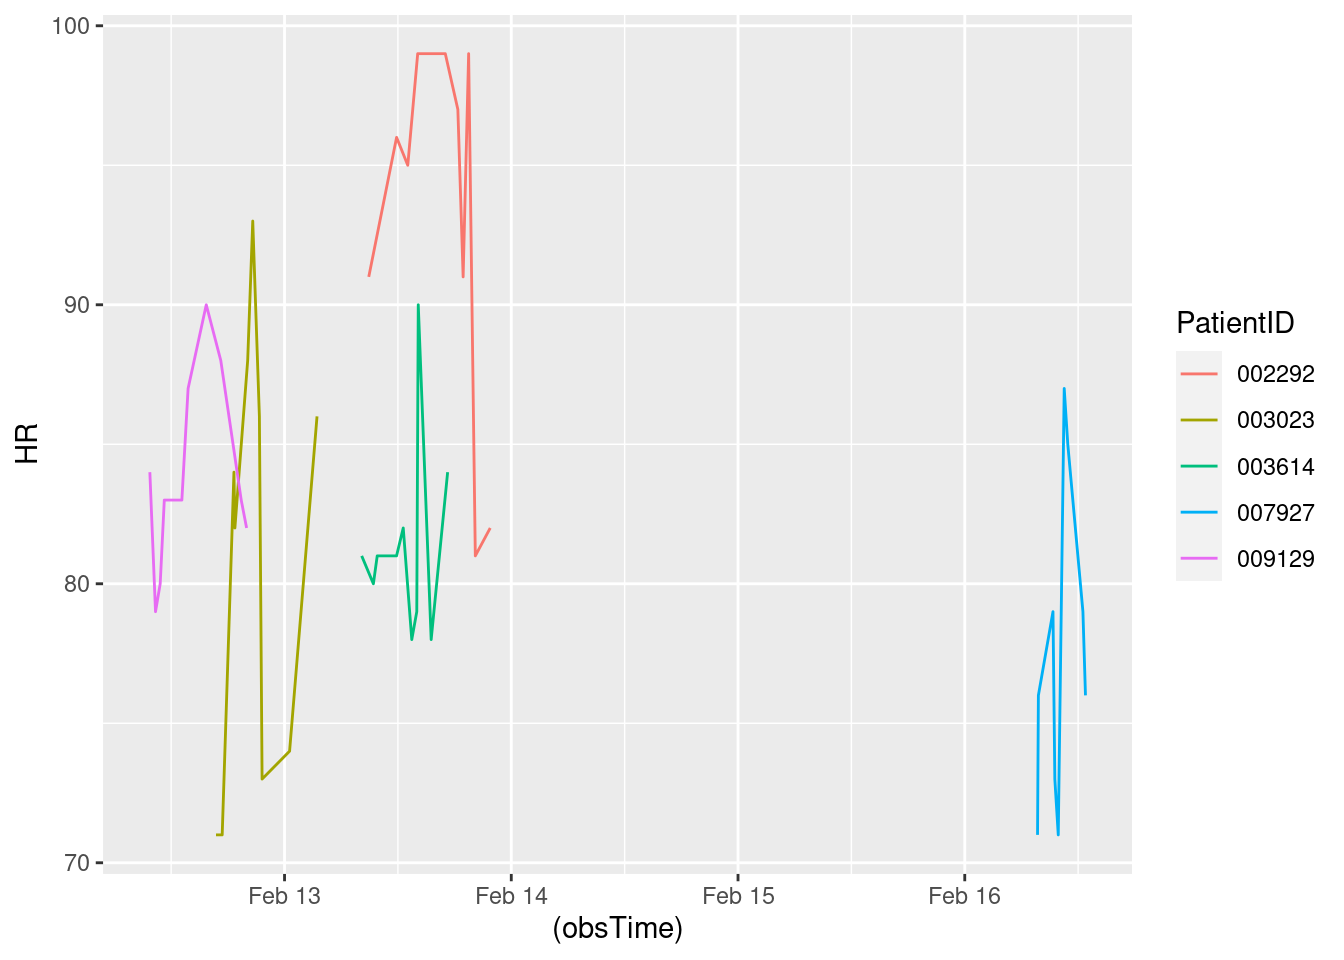 100
90
80
70
HR
Feb 13
Feb 14
Feb 15
Feb 16
(obsTime)
PatientID
002292
003023
003614
007927
009129